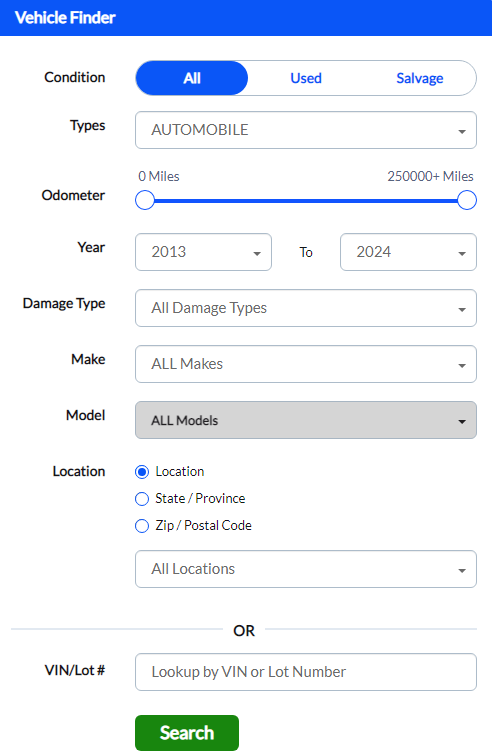 Vehicle Finder
Condition All Used Salvage
Types AUTOMOBILE
0 Miles 250000+ Miles
Odometer
Year 2013 To 2024
Damage Type All Damage Types
Make ALL Makes
Model ALL Models
Location Location
State / Province
Zip / Postal Code
All Locations
OR
VIN/Lot # Lookup by VIN or Lot Number
Search